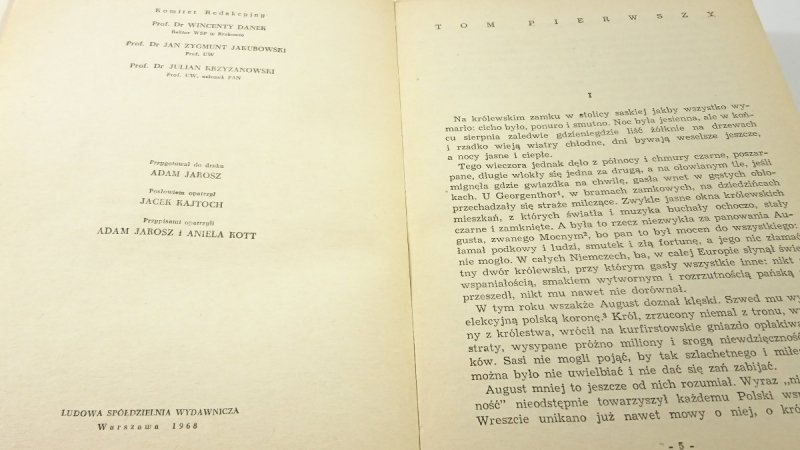 Komitet Redakcyjny
Prof. Dr WINCENTY DANEK
Rektor WSP w Krakowie
Prof. Dr JAN ZYGMUNT JAKUBOWSKI
Prof. UW
Prof. Dr JULIAN KRZYŻANOWSKI
Prof. UW, członek PAN
Przygotował do druku
ADAM JAROSZ
Posłowiem opatrzył
JACEK KAJTOCH
Przypisami opatrzyli
ADAM JAROSZ i ANIELA KOTT
LUDOWA SPÓŁDZIELNIA WYDAWNICZA
Warszawa 1968
TOM PIERWSZY
I
Na królewskim zamku w stolicy saskiej jakby wszystko wy-
marło: cicho było, ponuro i smutno. Noc była jesienna, ale w koń-
cu sierpnia zaledwie gdzieniegdzie liść żółknie na drzewach
i rzadko wieją wiatry chłodne, dni bywają weselsze jeszcze,
a nocy jasne i ciepłe.
Tego wieczora jednak dęło z północy i chmury czarne, poszar-
pane, długie wlokły się jedna za drugą, a na ołowianym tle, jeśli
mignęła gdzie gwiazdka na chwilę, gasła wnet w gęstych obło-
kach. U Georgenthor¹, w bramach zamkowych, na dziedzińcach
przechadzały się straże milczące. Zwykle jasne okna królewskich
mieszkań, z których światła i muzyka buchały ochoczo, stały
czarne i zamknięte. A była to rzecz niezwykła za panowania Au-
gusta, zwanego Mocnym², bo pan to był mocen do wszystkiego:
łamał podkowy i ludzi, smutek i złą fortunę, a jego nic złamać
nie mogło. W całych Niemczech, ba, w całej Europie słynął świe-
tny dwór królewski, przy którym gasły wszystkie inne: nikt
wspaniałością, smakiem wytwornym i rozrzutnością pańską
przeszedł, nikt mu nawet nie dorównał.
W tym roku wszakże August doznał klęski. Szwed mu wy
elekcyjną polską koronę.³ Król, zrzucony niemal z tronu, w
ny z królestwa, wrócił na kurfirstowskie gniazdo opłakiwa
straty, wysypane próżno miliony i srogą niewdzięczność
ków. Sasi nie mogli pojąć, by tak szlachetnego i miłe
można było nie uwielbiać i nie dać się zań zabijać.
August mniej to jeszcze od nich rozumiał. Wyraz „ni
ność” nieodstępnie towarzyszył każdemu Polski wsp
Wreszcie unikano już nawet mowy o niej, o kró
- 5 -